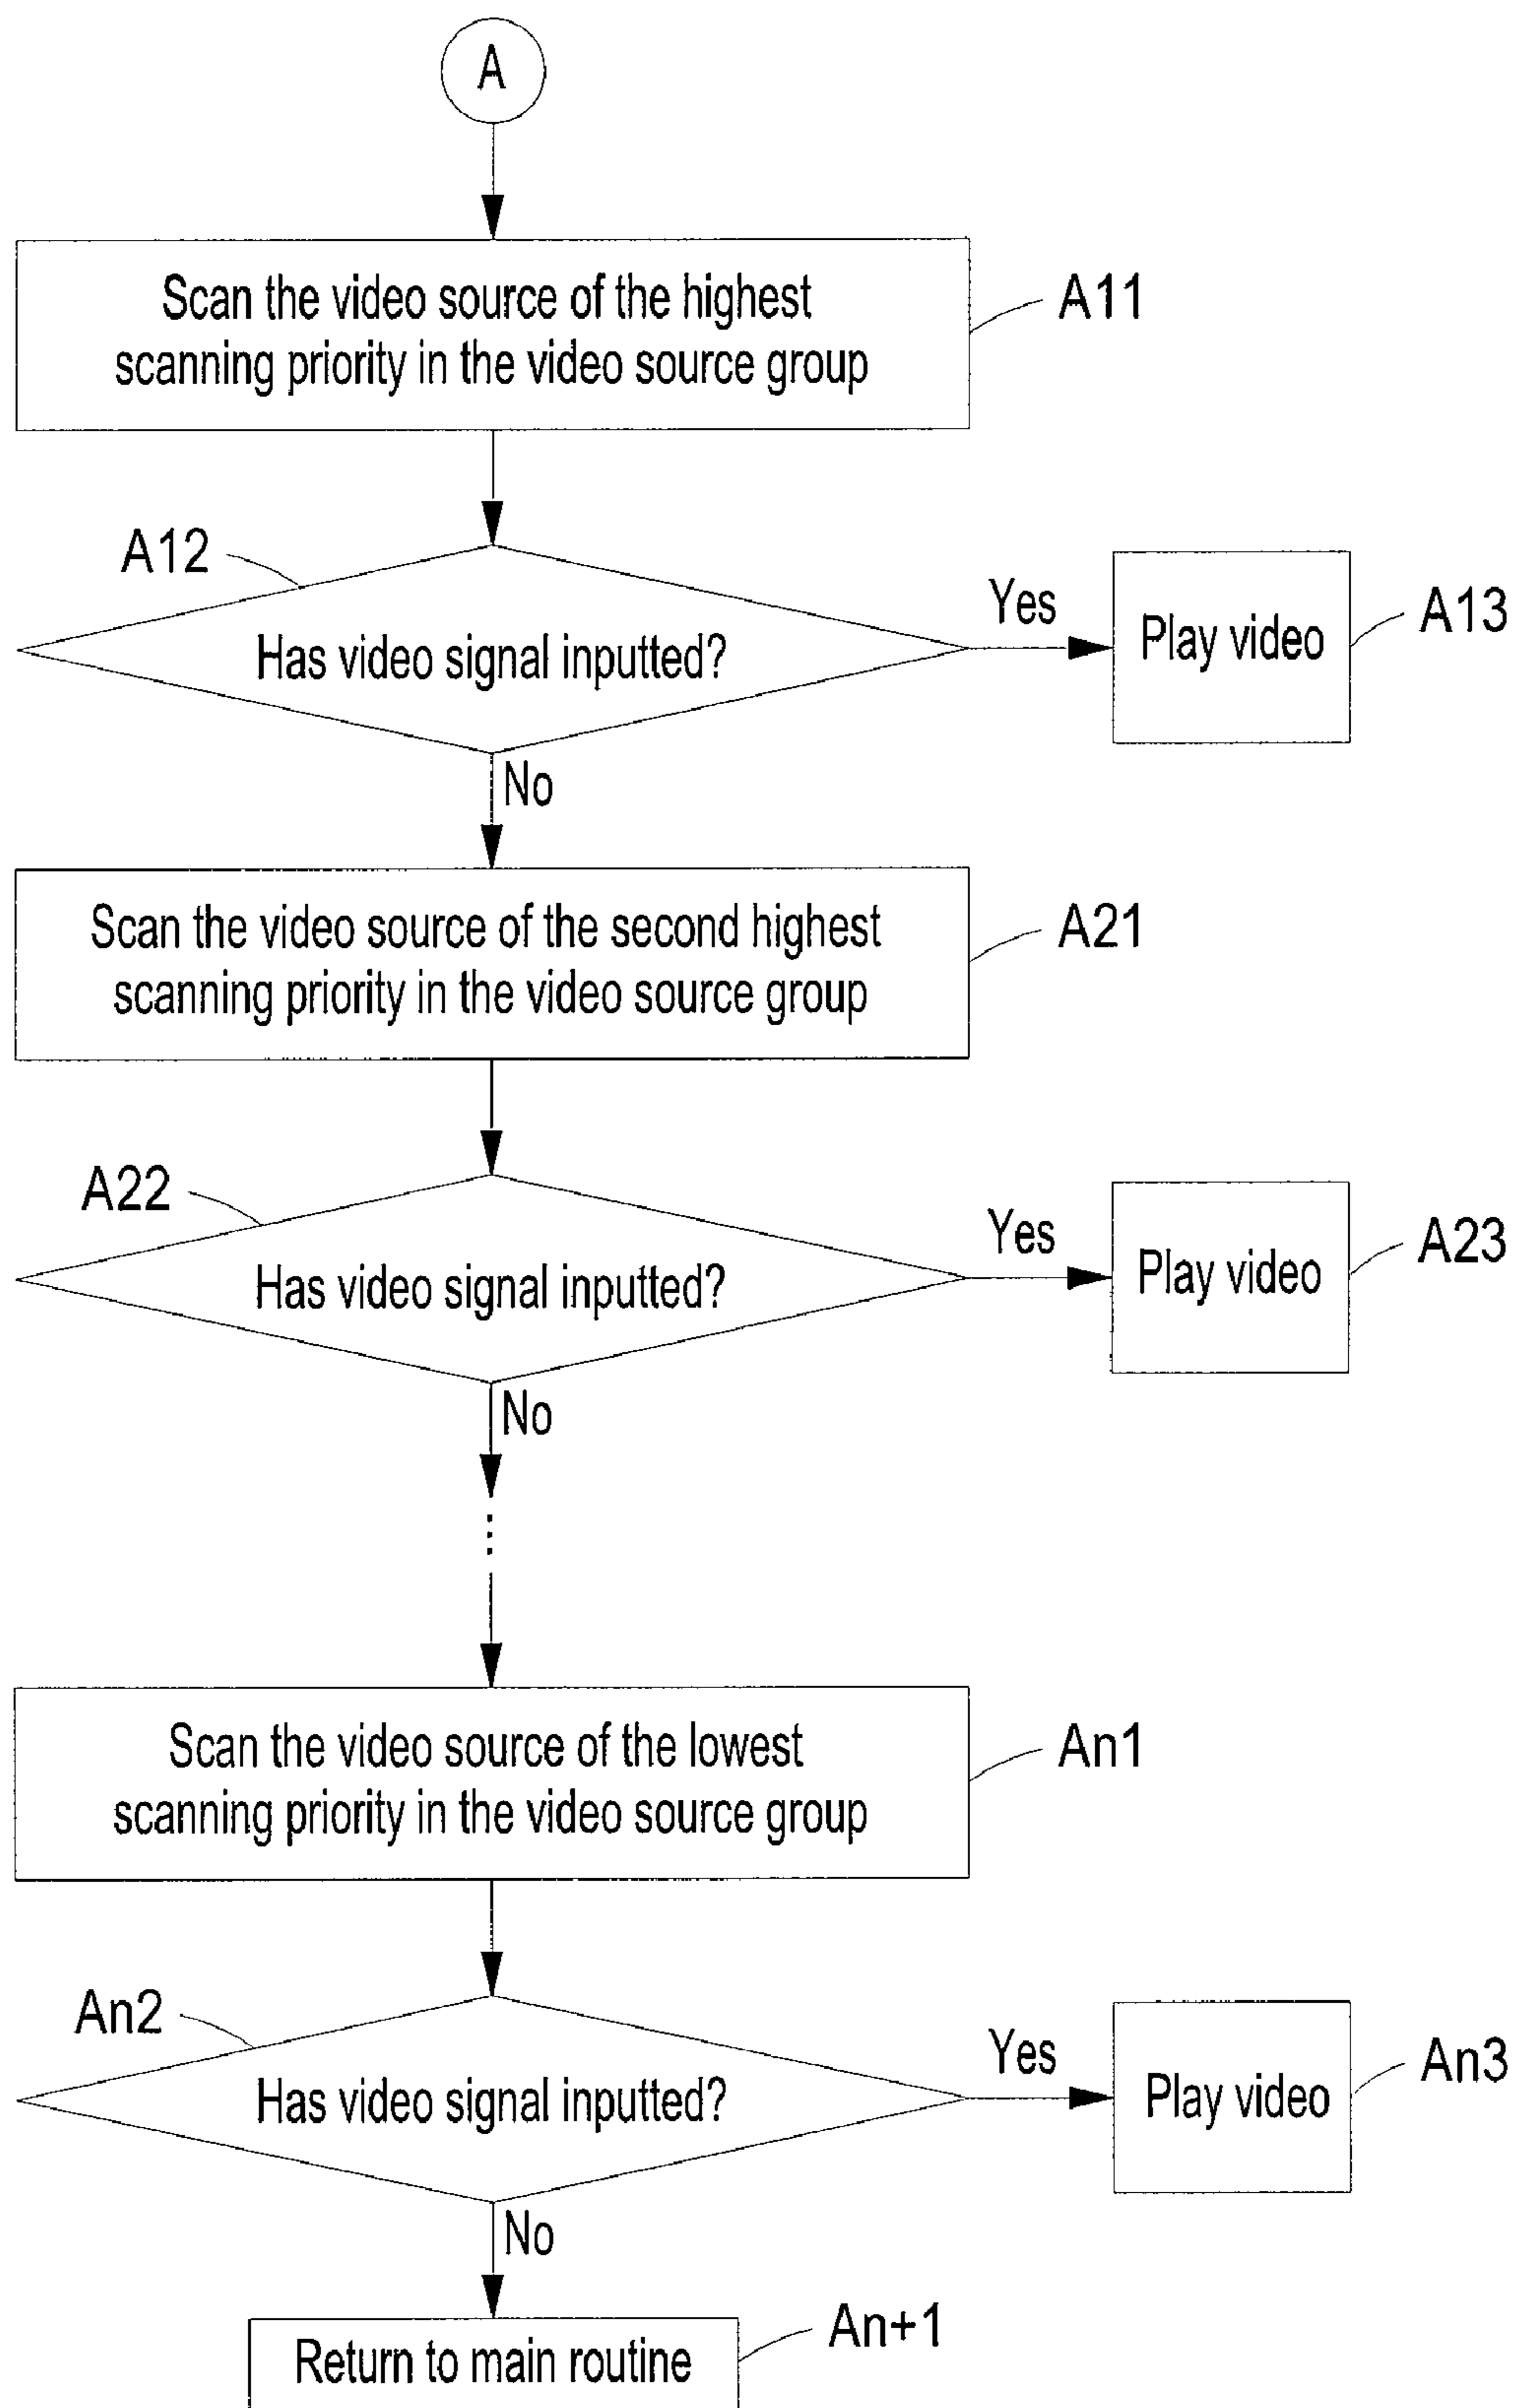 A
Scan the video source of the highest
scanning priority in the video source group
A11
A12
Has video signal inputted?
Yes
Play video
A13
No
Scan the video source of the second highest
scanning priority in the video source group
A21
A22
Has video signal inputted?
Yes
Play video
A23
No
⋮
Scan the video source of the lowest
scanning priority in the video source group
An1
An2
Has video signal inputted?
Yes
Play video
An3
No
Return to main routine
An+1